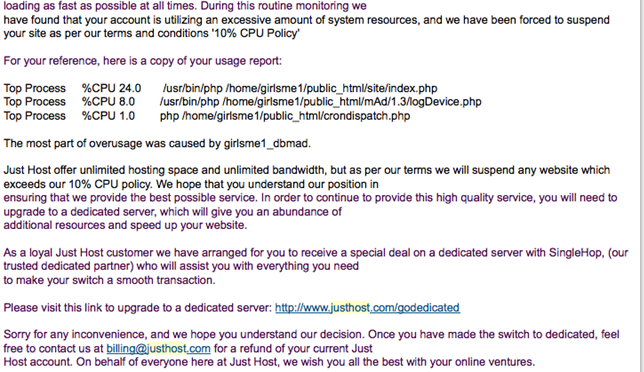 loading as fast as possible at all times. During this routine monitoring we
have found that your account is utilizing an excessive amount of system resources, and we have been forced to suspend
your site as per our terms and conditions '10% CPU Policy'
For your reference, here is a copy of your usage report:
Top Process %CPU 24.0 /usr/bin/php /home/girlsme1/public_html/site/index.php
Top Process %CPU 8.0 /usr/bin/php /home/girlsme1/public_html/mAd/1.3/logDevice.php
Top Process %CPU 1.0 php /home/girlsme1/public_html/crondispatch.php
The most part of overusage was caused by girlsme1_dbmad.
Just Host offer unlimited hosting space and unlimited bandwidth, but as per our terms we will suspend any website which
exceeds our 10% CPU policy. We hope that you understand our position in
ensuring that we provide the best possible service. In order to continue to provide this high quality service, you will need to
upgrade to a dedicated server, which will give you an abundance of
additional resources and speed up your website.
As a loyal Just Host customer we have arranged for you to receive a special deal on a dedicated server with SingleHop, (our
trusted dedicated partner) who will assist you with everything you need
to make your switch a smooth transaction.
Please visit this link to upgrade to a dedicated server: http://www.justhost.com/godedicated
Sorry for any inconvenience, and we hope you understand our decision. Once you have made the switch to dedicated, feel
free to contact us at billing@justhost.com for a refund of your current Just
Host account. On behalf of everyone here at Just Host, we wish you all the best with your online ventures.